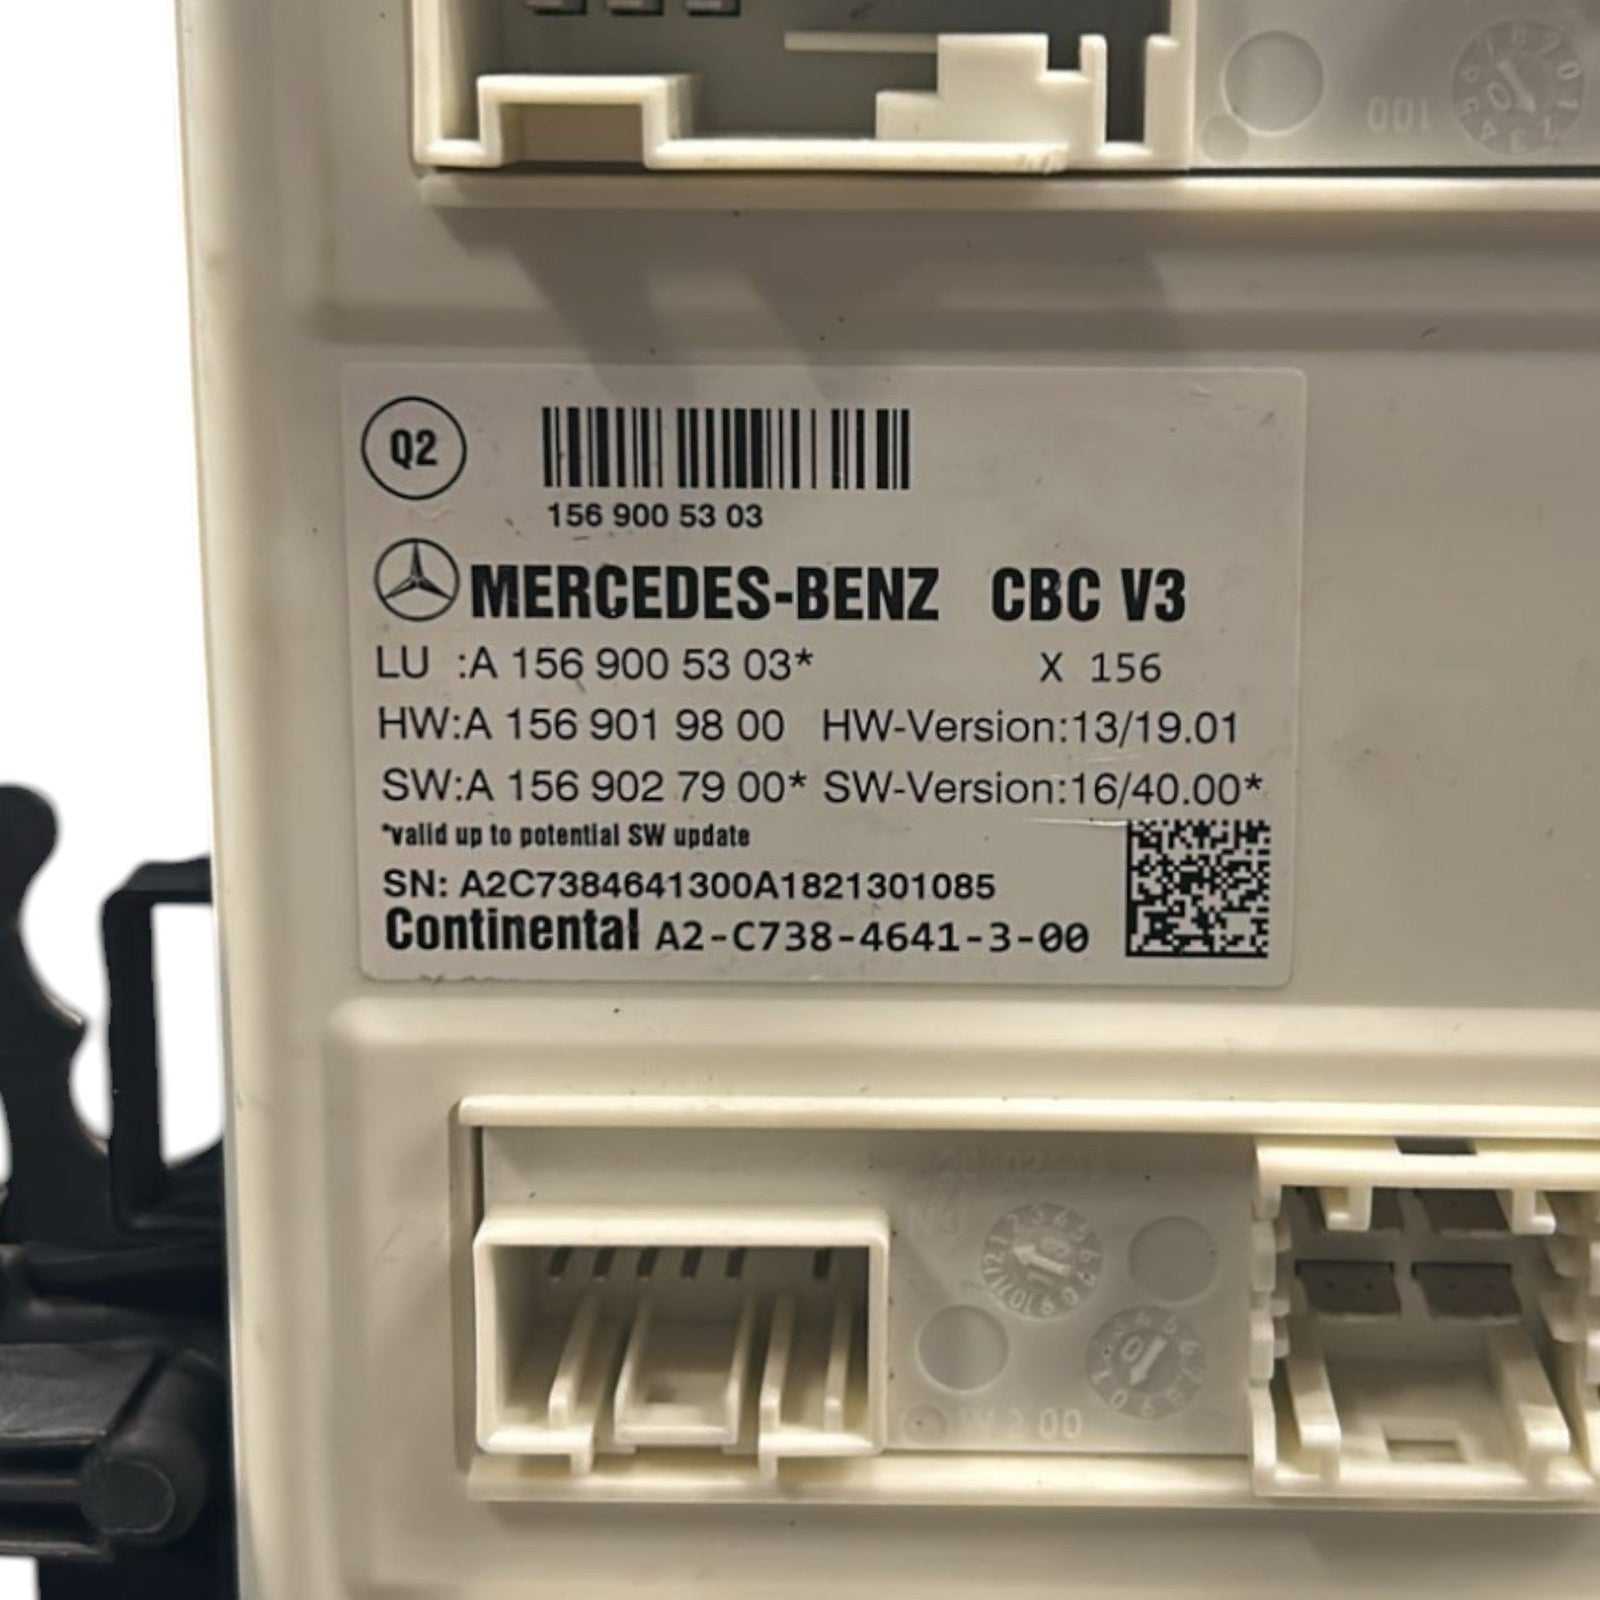 100
Q2
156 900 53 03
MERCEDES-BENZ CBC V3
LU :A 156 900 53 03* X 156
HW:A 156 901 98 00 HW-Version:13/19.01
SW:A 156 902 79 00* SW-Version:16/40.00*
*valid up to potential SW update
SN: A2C7384641300A1821301085
Continental A2-C738-4641-3-00